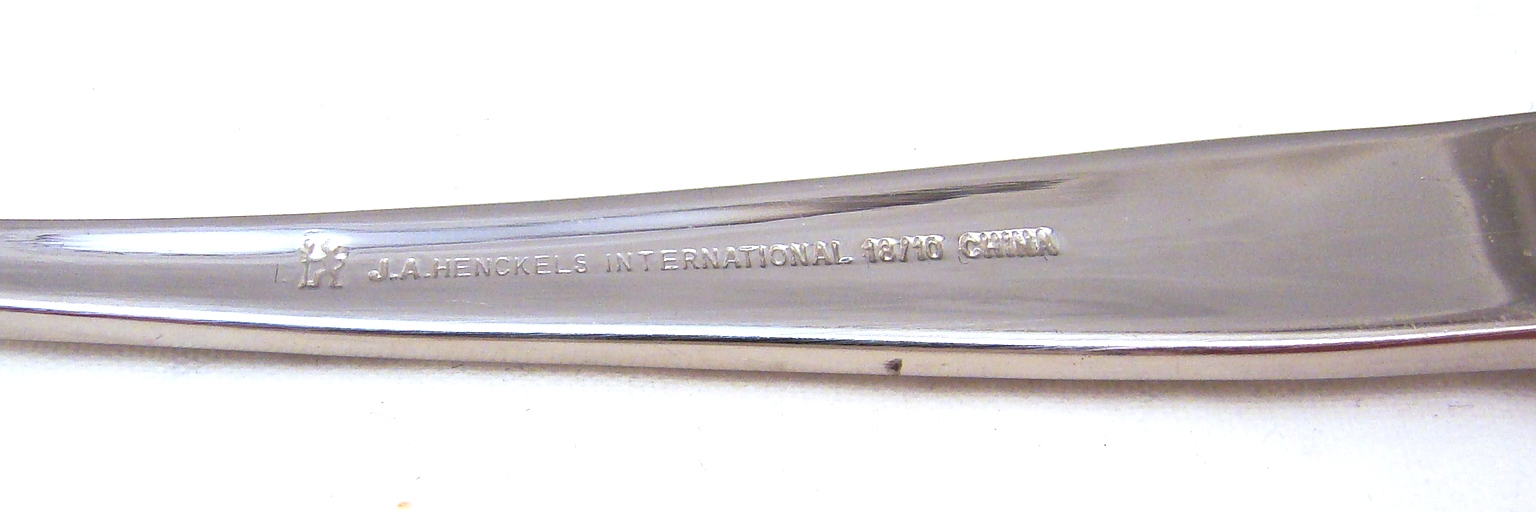 J.A.HENCKELS INTERNATIONAL 18/10 CHINA